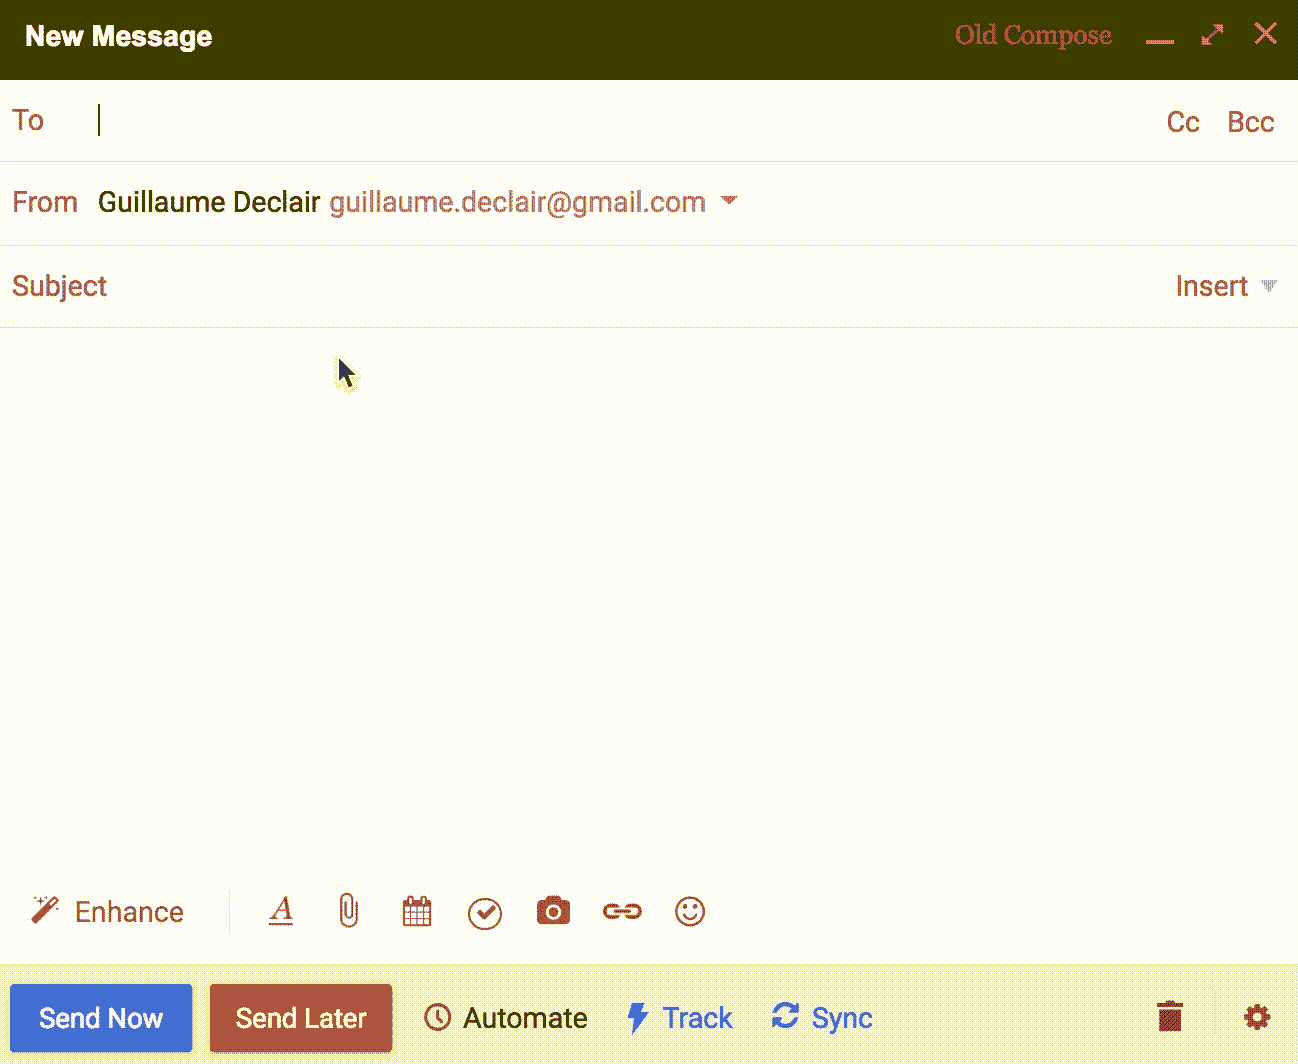 New Message Old Compose
To Cc Bcc
From Guillaume Declair guillaume.declair@gmail.com
Subject Insert
Enhance A
Send Now Send Later Automate Track Sync